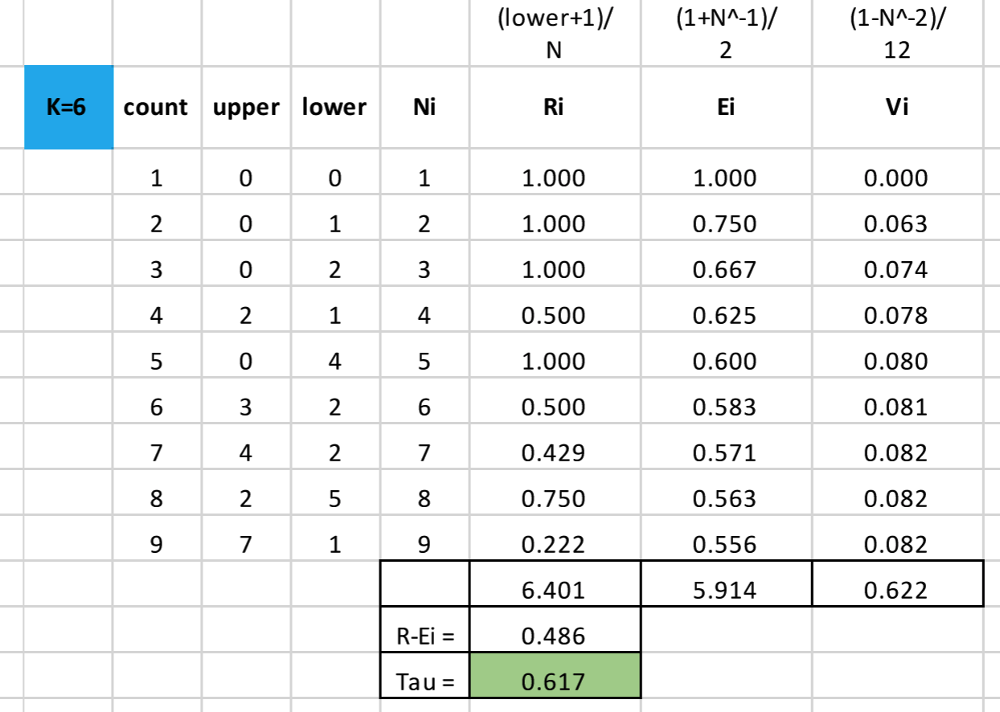 (lower+1)/ (1+N^-1)/ (1-N^-2)/
N 2 12
K=6 count upper lower Ni Ri Ei Vi
1 0 0 1 1.000 1.000 0.000
2 0 1 2 1.000 0.750 0.063
3 0 2 3 1.000 0.667 0.074
4 2 1 4 0.500 0.625 0.078
5 0 4 5 1.000 0.600 0.080
6 3 2 6 0.500 0.583 0.081
7 4 2 7 0.429 0.571 0.082
8 2 5 8 0.750 0.563 0.082
9 7 1 9 0.222 0.556 0.082
6.401 5.914 0.622
R-Ei = 0.486
Tau = 0.617